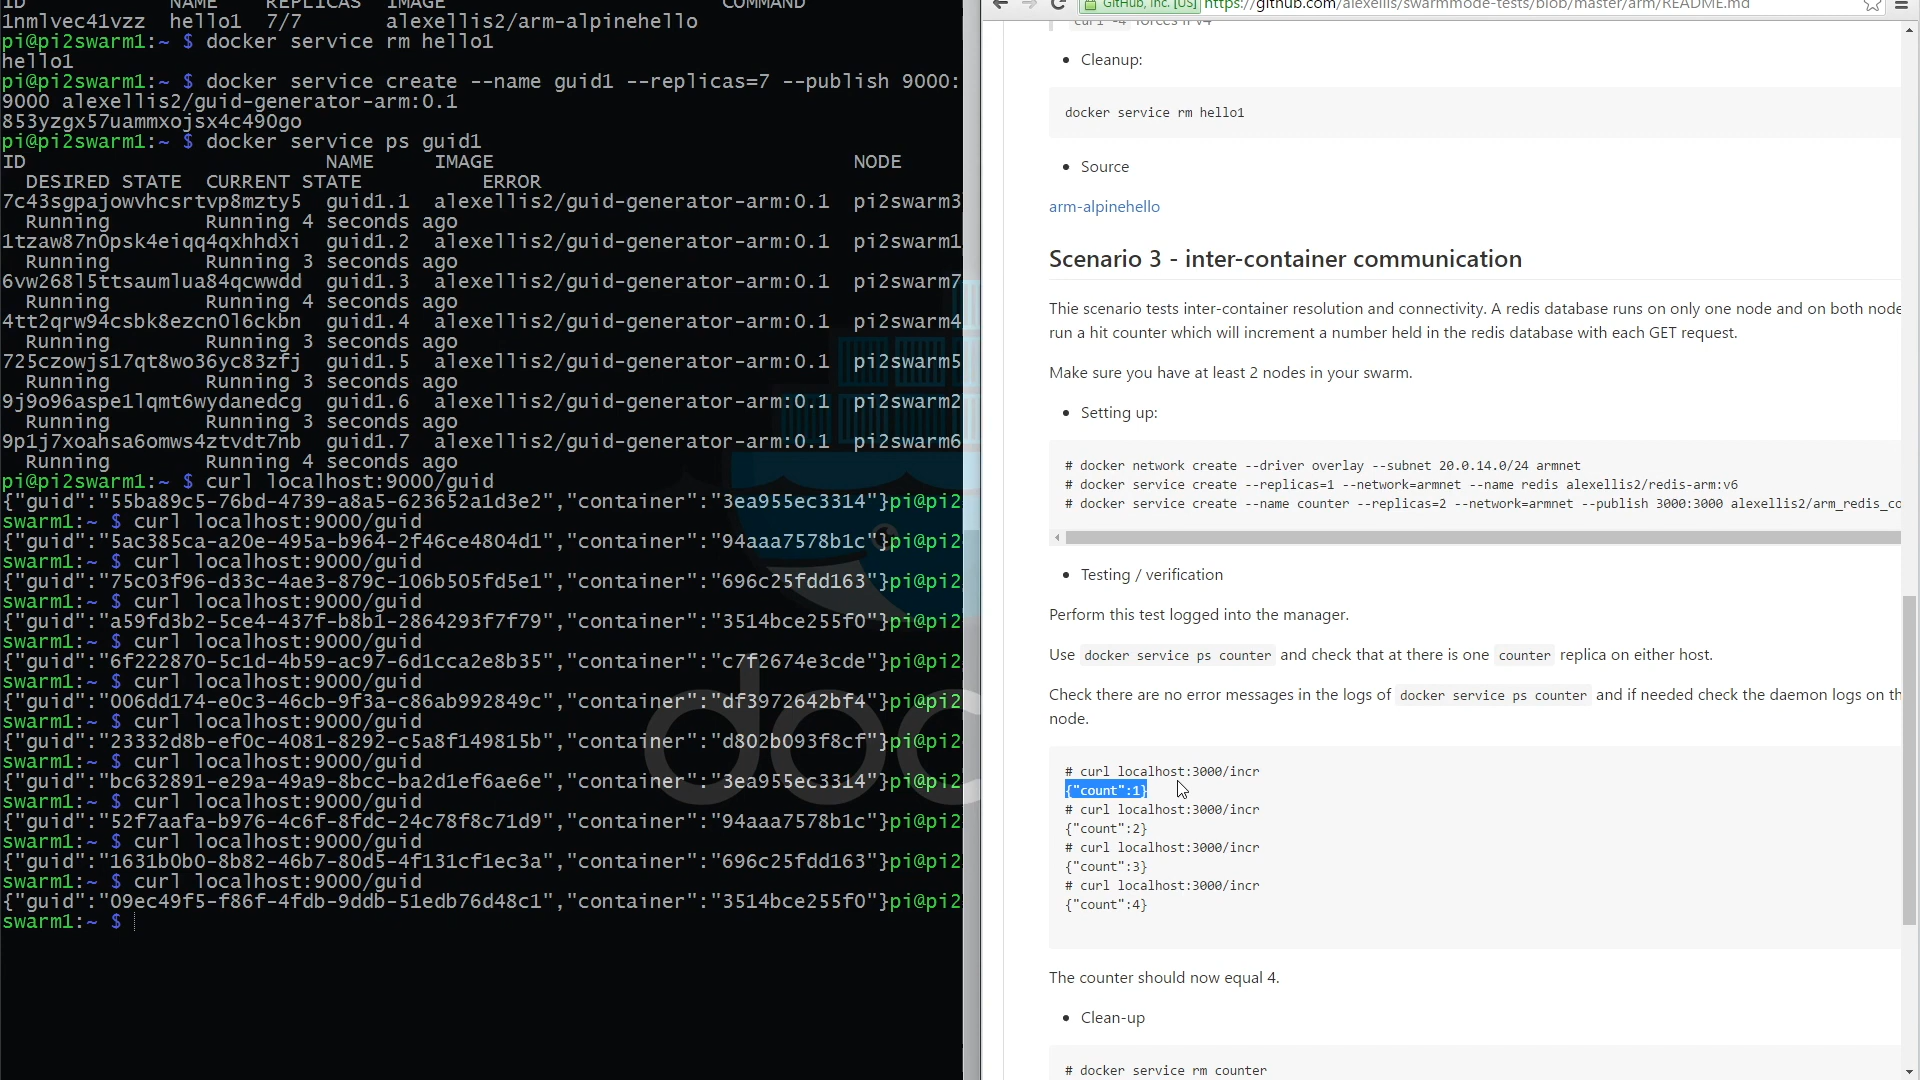 ID NAME REPLICAS IMAGE COMMAND
1nmlvec41vzz hello1 7/7 alexellis2/arm-alpinehello
pi@pi2swarm1:~ $ docker service rm hello1
hello1
pi@pi2swarm1:~ $ docker service create --name guid1 --replicas=7 --publish 9000:
9000 alexellis2/guid-generator-arm:0.1
853yzgx57uammxojsx4c490go
pi@pi2swarm1:~ $ docker service ps guid1
ID NAME IMAGE NODE
DESIRED STATE CURRENT STATE ERROR
7c43sgpajowvhcsrtvp8mzty5 guid1.1 alexellis2/guid-generator-arm:0.1 pi2swarm3
Running Running 4 seconds ago
1tzaw87n0psk4eiqq4qxhhdxi guid1.2 alexellis2/guid-generator-arm:0.1 pi2swarm1
Running Running 3 seconds ago
6vw268l5ttsaumlua84qcwwdd guid1.3 alexellis2/guid-generator-arm:0.1 pi2swarm7
Running Running 4 seconds ago
4tt2qrw94csbk8ezcn0l6ckbn guid1.4 alexellis2/guid-generator-arm:0.1 pi2swarm4
Running Running 3 seconds ago
725czowjs17qt8wo36yc83zfj guid1.5 alexellis2/guid-generator-arm:0.1 pi2swarm5
Running Running 3 seconds ago
9j9o96aspe1lqmt6wydanedcg guid1.6 alexellis2/guid-generator-arm:0.1 pi2swarm2
Running Running 3 seconds ago
9p1j7xoahsa6omws4ztvdt7nb guid1.7 alexellis2/guid-generator-arm:0.1 pi2swarm6
Running Running 4 seconds ago
pi@pi2swarm1:~ $ curl localhost:9000/guid
{"guid":"55ba89c5-76bd-4739-a8a5-623652a1d3e2","container":"3ea955ec3314"}pi@pi2
swarm1:~ $ curl localhost:9000/guid
{"guid":"5ac385ca-a20e-495a-b964-2f46ce4804d1","container":"94aaa7578b1c"}pi@pi2
swarm1:~ $ curl localhost:9000/guid
{"guid":"75c03f96-d33c-4ae3-879c-106b505fd5e1","container":"696c25fdd163"}pi@pi2
swarm1:~ $ curl localhost:9000/guid
{"guid":"a59fd3b2-5ce4-437f-b8b1-2864293f7f79","container":"3514bce255f0"}pi@pi2
swarm1:~ $ curl localhost:9000/guid
{"guid":"6f222870-5c1d-4b59-ac97-6d1cca2e8b35","container":"c7f2674e3cde"}pi@pi2
swarm1:~ $ curl localhost:9000/guid
{"guid":"006dd174-e0c3-46cb-9f3a-c86ab992849c","container":"df3972642bf4"}pi@pi2
swarm1:~ $ curl localhost:9000/guid
{"guid":"23332d8b-ef0c-4081-8292-c5a8f149815b","container":"d802b093f8cf"}pi@pi2
swarm1:~ $ curl localhost:9000/guid
{"guid":"bc632891-e29a-49a9-8bcc-ba2d1ef6ae6e","container":"3ea955ec3314"}pi@pi2
swarm1:~ $ curl localhost:9000/guid
{"guid":"52f7aafa-b976-4c6f-8fdc-24c78f8c71d9","container":"94aaa7578b1c"}pi@pi2
swarm1:~ $ curl localhost:9000/guid
{"guid":"1631b0b0-8b82-46b7-80d5-4f131cf1ec3a","container":"696c25fdd163"}pi@pi2
swarm1:~ $ curl localhost:9000/guid
{"guid":"09ec49f5-f86f-4fdb-9ddb-51edb76d48c1","container":"3514bce255f0"}pi@pi2
swarm1:~ $
doc
GitHub, Inc. [US] https://github.com/alexellis/swarmmode-tests/blob/master/arm/README.md
curl -4 forces IPv4
• Cleanup:
docker service rm hello1
• Source
arm-alpinehello
Scenario 3 - inter-container communication
This scenario tests inter-container resolution and connectivity. A redis database runs on only one node and on both node
run a hit counter which will increment a number held in the redis database with each GET request.
Make sure you have at least 2 nodes in your swarm.
• Setting up:
# docker network create --driver overlay --subnet 20.0.14.0/24 armnet
# docker service create --replicas=1 --network=armnet --name redis alexellis2/redis-arm:v6
# docker service create --name counter --replicas=2 --network=armnet --publish 3000:3000 alexellis2/arm_redis_co
• Testing / verification
Perform this test logged into the manager.
Use docker service ps counter and check that at there is one counter replica on either host.
Check there are no error messages in the logs of docker service ps counter and if needed check the daemon logs on th
node.
# curl localhost:3000/incr
{"count":1}
# curl localhost:3000/incr
{"count":2}
# curl localhost:3000/incr
{"count":3}
# curl localhost:3000/incr
{"count":4}
The counter should now equal 4.
• Clean-up
# docker service rm counter